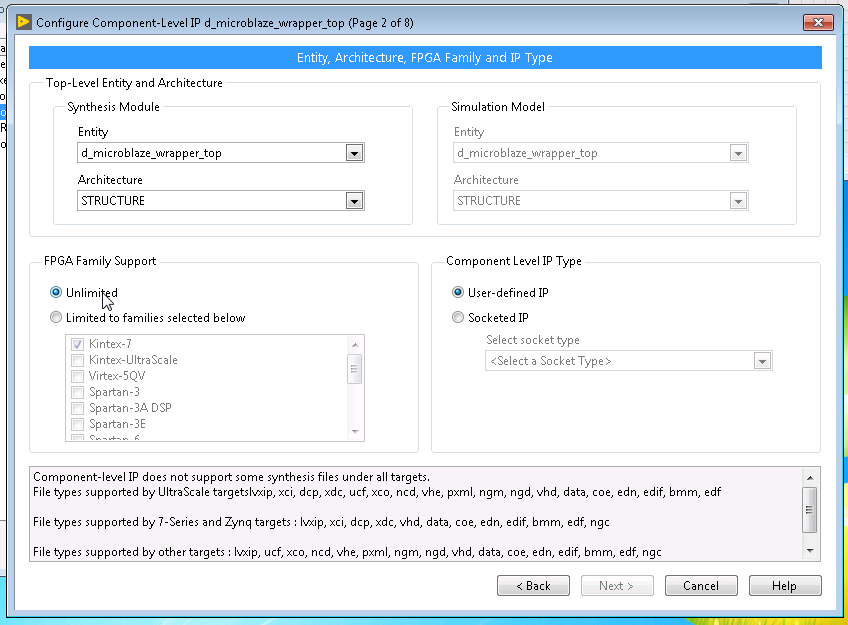 Configure Component-Level IP d_microblaze_wrapper_top (Page 2 of 8)
Entity, Architecture, FPGA Family and IP Type
Top-Level Entity and Architecture
Synthesis Module
Entity
d_microblaze_wrapper_top
Architecture
STRUCTURE
Simulation Model
Entity
d_microblaze_wrapper_top
Architecture
STRUCTURE
FPGA Family Support
Unlimited
Limited to families selected below
Kintex-7
Kintex-UltraScale
Virtex-5QV
Spartan-3
Spartan-3A DSP
Spartan-3E
Spartan-6
Component Level IP Type
User-defined IP
Socketed IP
Select socket type
<Select a Socket Type>
Component-level IP does not support some synthesis files under all targets.
File types supported by UltraScale targetslvxip, xci, dcp, xdc, ucf, xco, ncd, vhe, pxml, ngm, ngd, vhd, data, coe, edn, edif, bmm, edf
File types supported by 7-Series and Zynq targets : lvxip, xci, dcp, xdc, vhd, data, coe, edn, edif, bmm, edf, ngc
File types supported by other targets : lvxip, ucf, xco, ncd, vhe, pxml, ngm, ngd, vhd, data, coe, edn, edif, bmm, edf, ngc
< Back
Next >
Cancel
Help